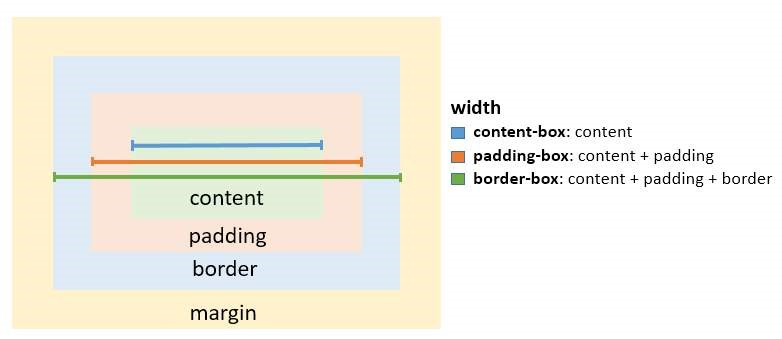 content
padding
border
margin
width
content-box: content
padding-box: content + padding
border-box: content + padding + border